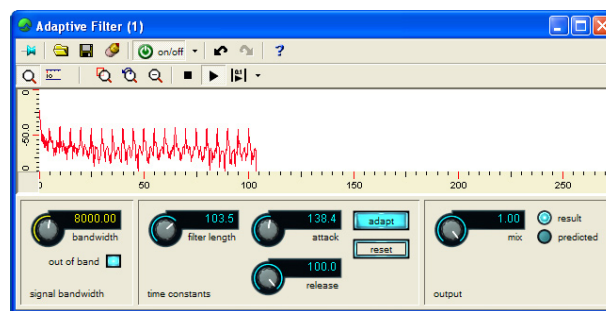 Adaptive Filter (1)
on/off
0
-50.0
0
50
100
150
200
250
8000.00
bandwidth
out of band
signal bandwidth
103.5
filter length
138.4
attack
100.0
release
adapt
reset
time constants
1.00
mix
result
predicted
output